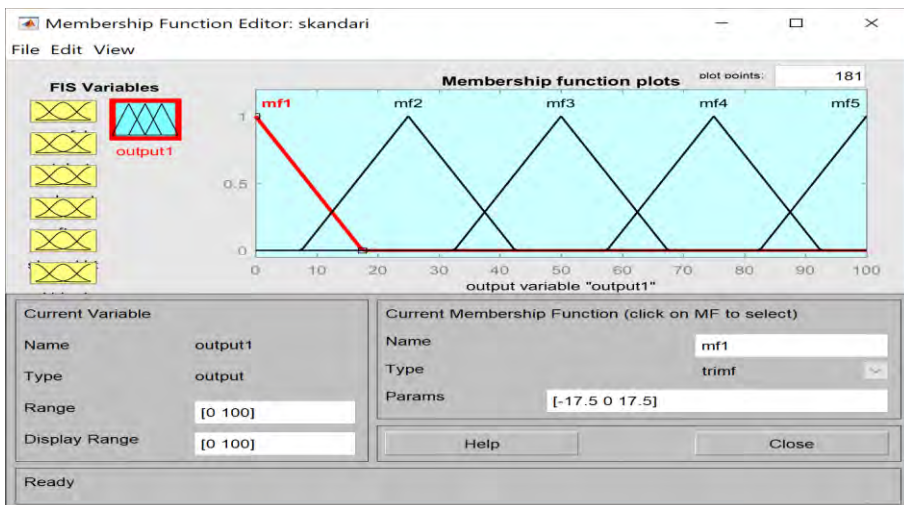 Membership Function Editor: skandari
File Edit View
FIS Variables
output1
Membership function plots
plot points:
181
mf1 mf2 mf3 mf4 mf5
1
0.5
0
0 10 20 30 40 50 60 70 80 90 100
output variable "output1"
Current Variable
Name output1
Type output
Range [0 100]
Display Range [0 100]
Current Membership Function (click on MF to select)
Name mf1
Type trimf
Params [-17.5 0 17.5]
Help Close
Ready